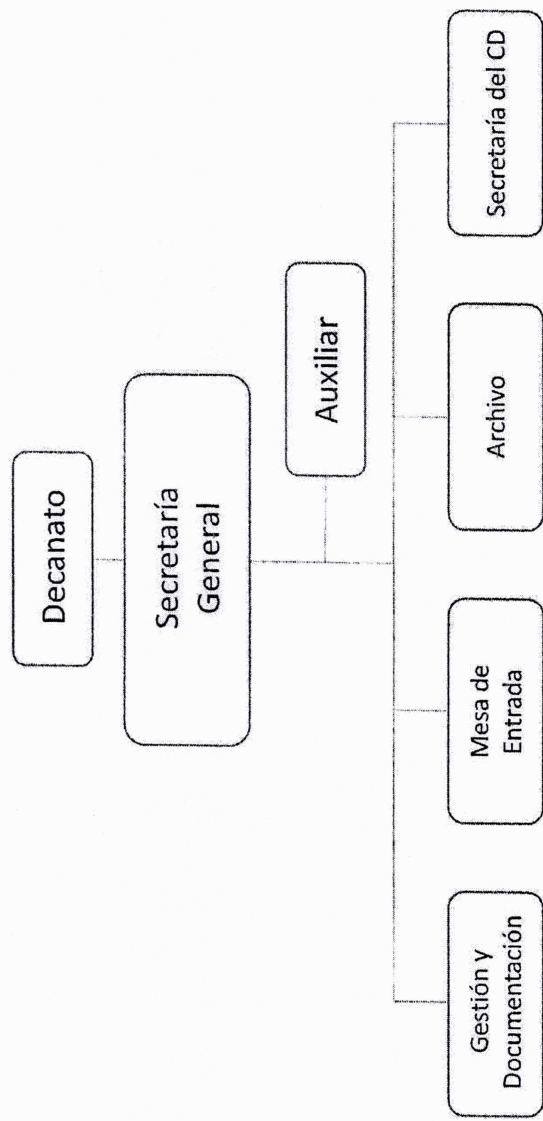 Decanato
Secretaría
General
Auxiliar
Gestión y
Documentación
Mesa de
Entrada
Archivo
Secretaría del CD